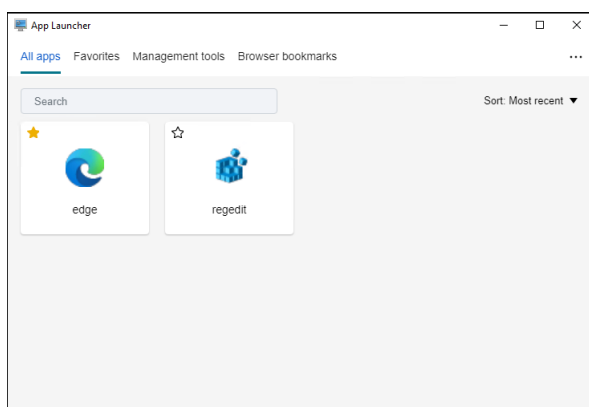 App Launcher
All apps Favorites Management tools Browser bookmarks
Search
Sort: Most recent
edge
regedit